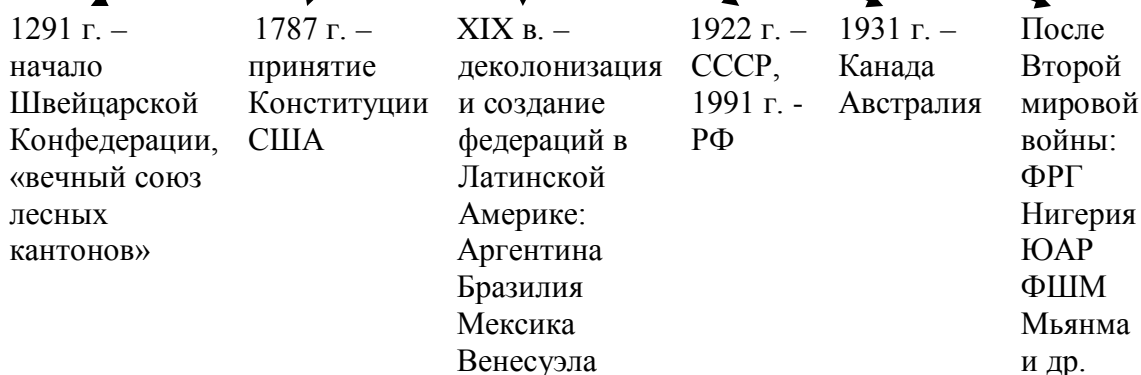 1291 г. –
начало
Швейцарской
Конфедерации,
«вечный союз
лесных
кантонов»
1787 г. –
принятие
Конституции
США
XIX в. –
деколонизация
и создание
федераций в
Латинской
Америке:
Аргентина
Бразилия
Мексика
Венесуэла
1922 г. –
СССР,
1991 г. -
РФ
1931 г. –
Канада
Австралия
После
Второй
мировой
войны:
ФРГ
Нигерия
ЮАР
ФШМ
Мьянма
и др.